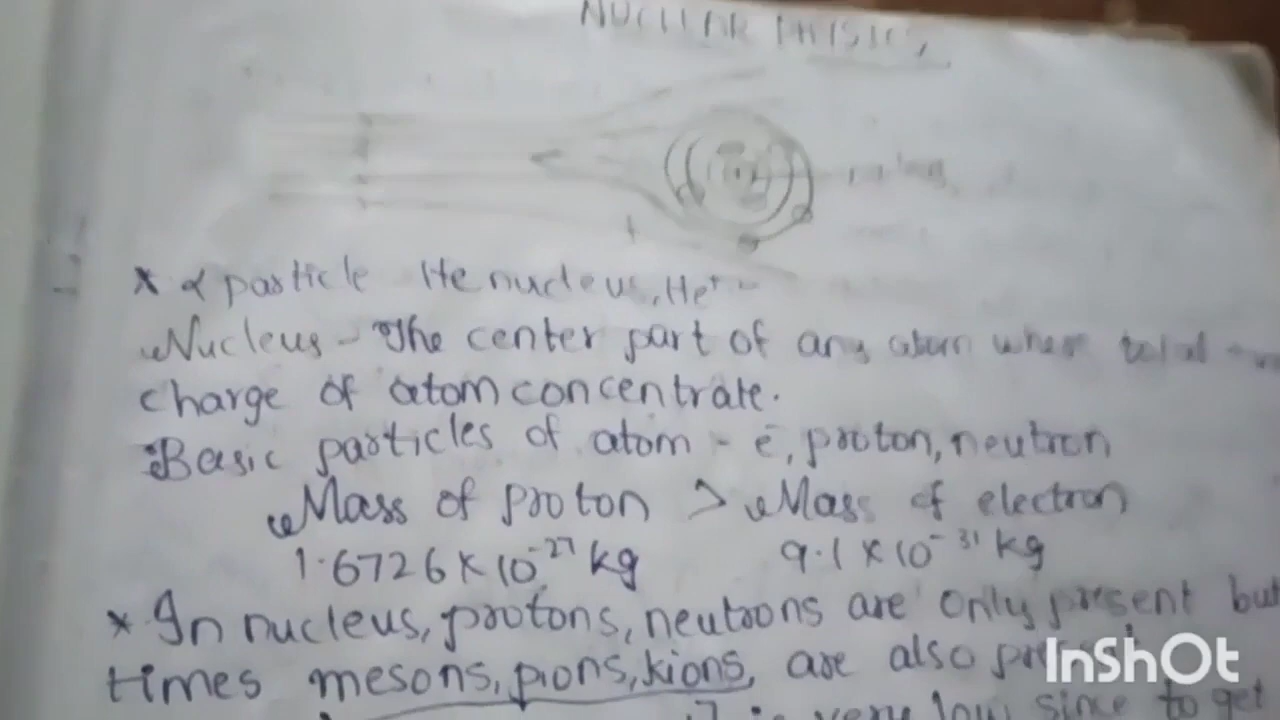 NUCLEAR PHYSICS
* α particle He nucleus, He+
Nucleus - The center part of any atom where total
charge of atom concentrate.
Basic particles of atom - e̅, proton, neutron
Mass of proton > Mass of electron
1.6726 × 10⁻²⁷ kg 9.1 × 10⁻³¹ kg
* In nucleus, protons, neutrons are only present but
times mesons, pions, kions, are also
is very low since to get
InShOt